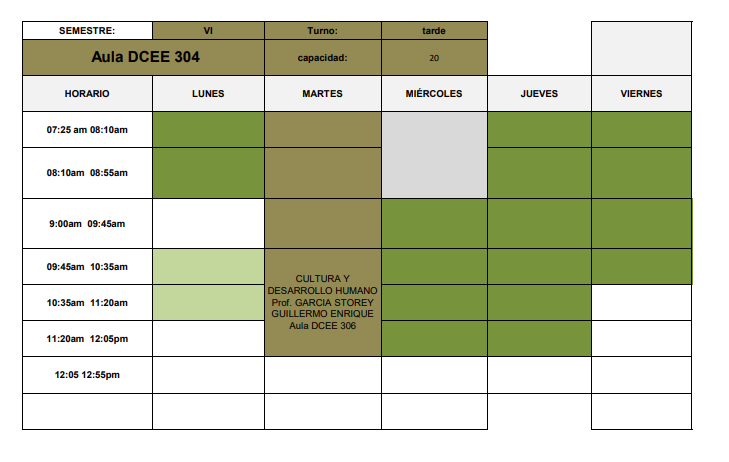 SEMESTRE: VI Turno: tarde
Aula DCEE 304 capacidad: 20
HORARIO LUNES MARTES MIÉRCOLES JUEVES VIERNES
07:25 am 08:10am
08:10am 08:55am
9:00am 09:45am
09:45am 10:35am
10:35am 11:20am
11:20am 12:05pm
12:05 12:55pm
CULTURA Y
DESARROLLO HUMANO
Prof. GARCIA STOREY
GUILLERMO ENRIQUE
Aula DCEE 306